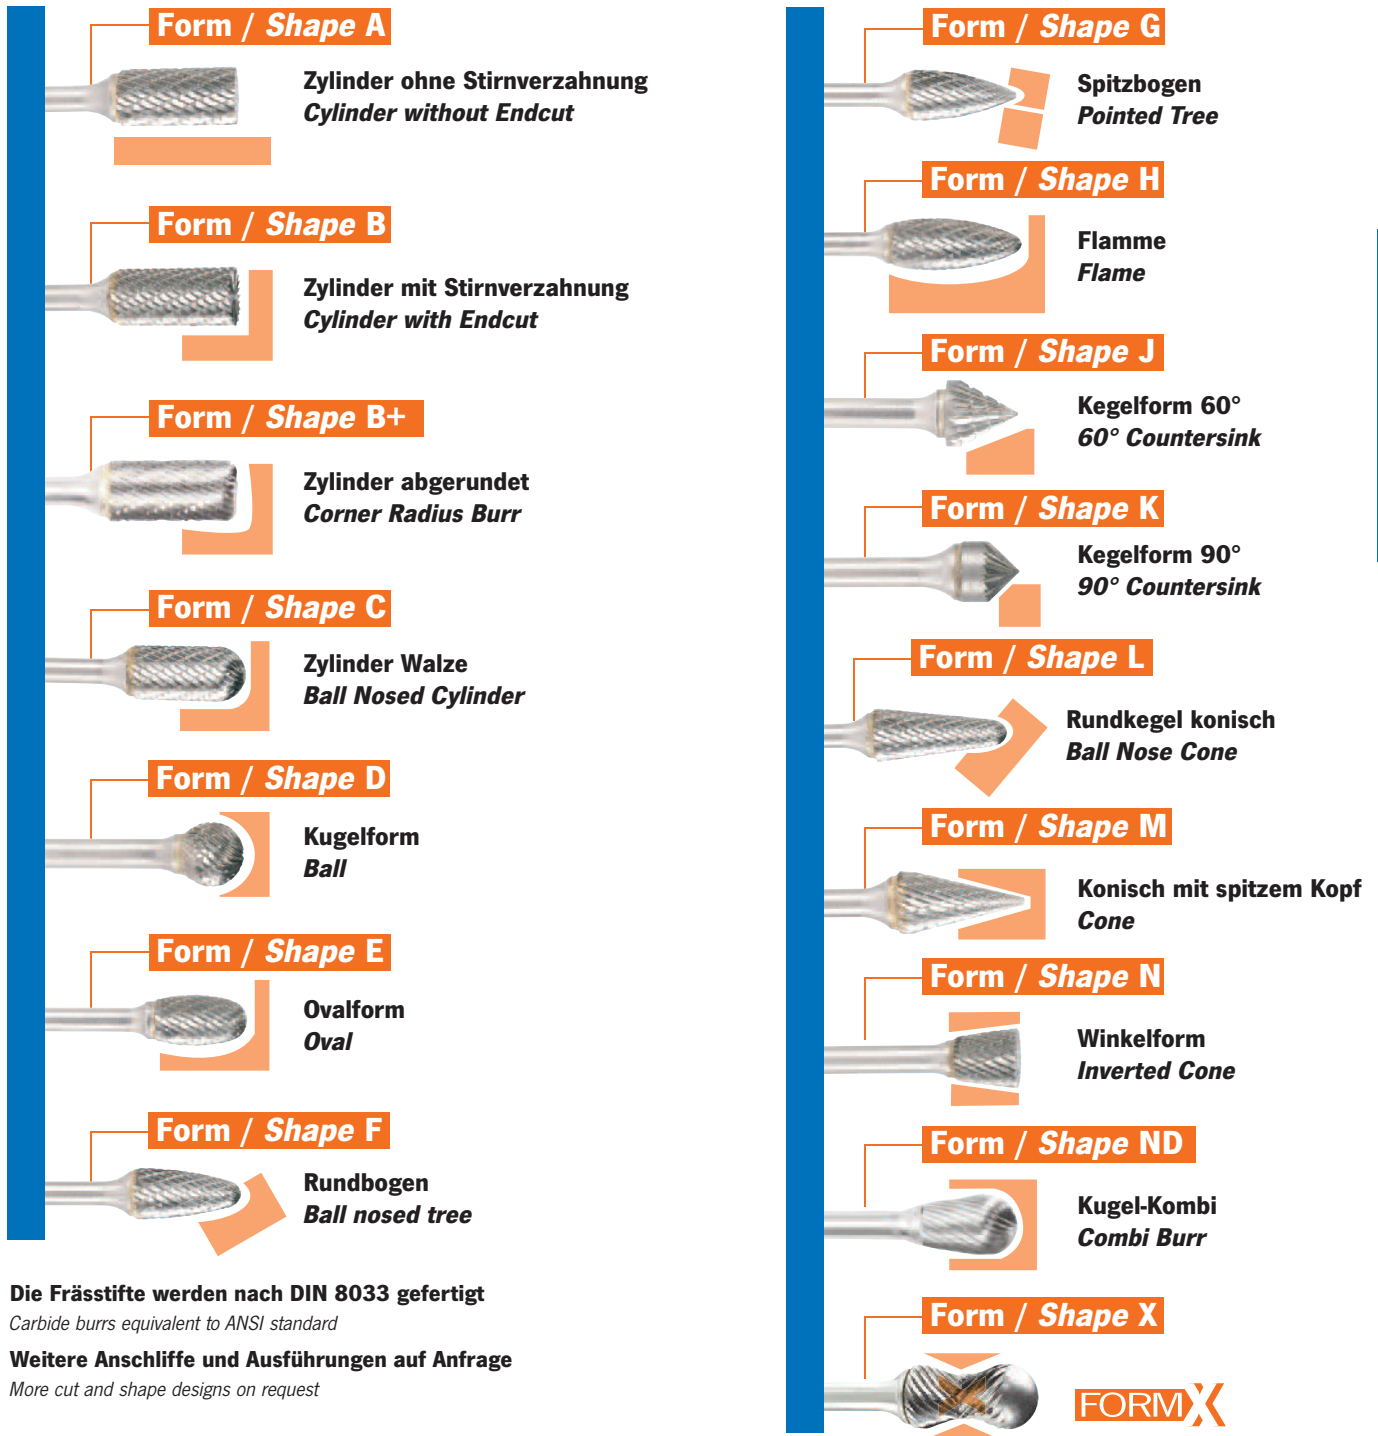 Form / Shape A
Zylinder ohne Stirnverzahnung
Cylinder without Endcut
Form / Shape B
Zylinder mit Stirnverzahnung
Cylinder with Endcut
Form / Shape B+
Zylinder abgerundet
Corner Radius Burr
Form / Shape C
Zylinder Walze
Ball Nosed Cylinder
Form / Shape D
Kugelform
Ball
Form / Shape E
Ovalform
Oval
Form / Shape F
Rundbogen
Ball nosed tree
Die Frässtifte werden nach DIN 8033 gefertigt
Carbide burrs equivalent to ANSI standard
Weitere Anschliffe und Ausführungen auf Anfrage
More cut and shape designs on request
Form / Shape G
Spitzbogen
Pointed Tree
Form / Shape H
Flamme
Flame
Form / Shape J
Kegelform 60°
60° Countersink
Form / Shape K
Kegelform 90°
90° Countersink
Form / Shape L
Rundkegel konisch
Ball Nose Cone
Form / Shape M
Konisch mit spitzem Kopf
Cone
Form / Shape N
Winkelform
Inverted Cone
Form / Shape ND
Kugel-Kombi
Combi Burr
Form / Shape X
FORMX